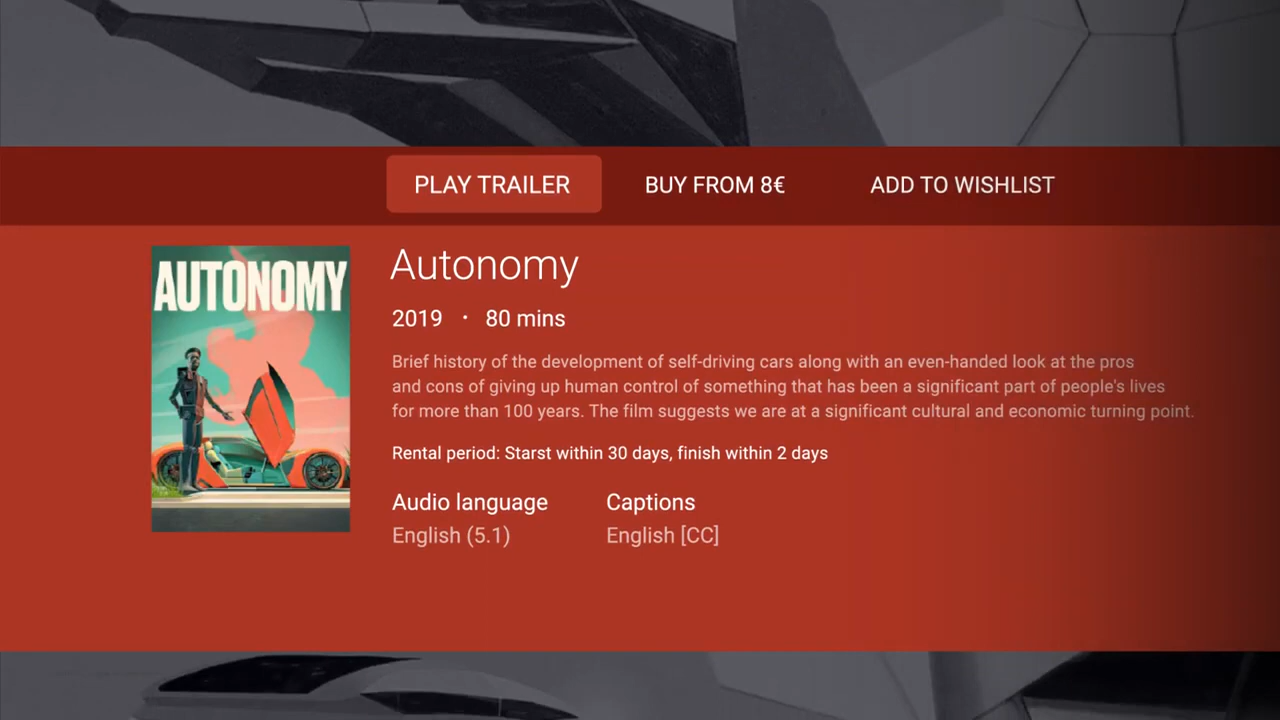 PLAY TRAILER BUY FROM 8€ ADD TO WISHLIST
AUTONOMY
Autonomy
2019 · 80 mins
Brief history of the development of self-driving cars along with an even-handed look at the pros
and cons of giving up human control of something that has been a significant part of people's lives
for more than 100 years. The film suggests we are at a significant cultural and economic turning point.
Rental period: Starst within 30 days, finish within 2 days
Audio language Captions
English (5.1) English [CC]